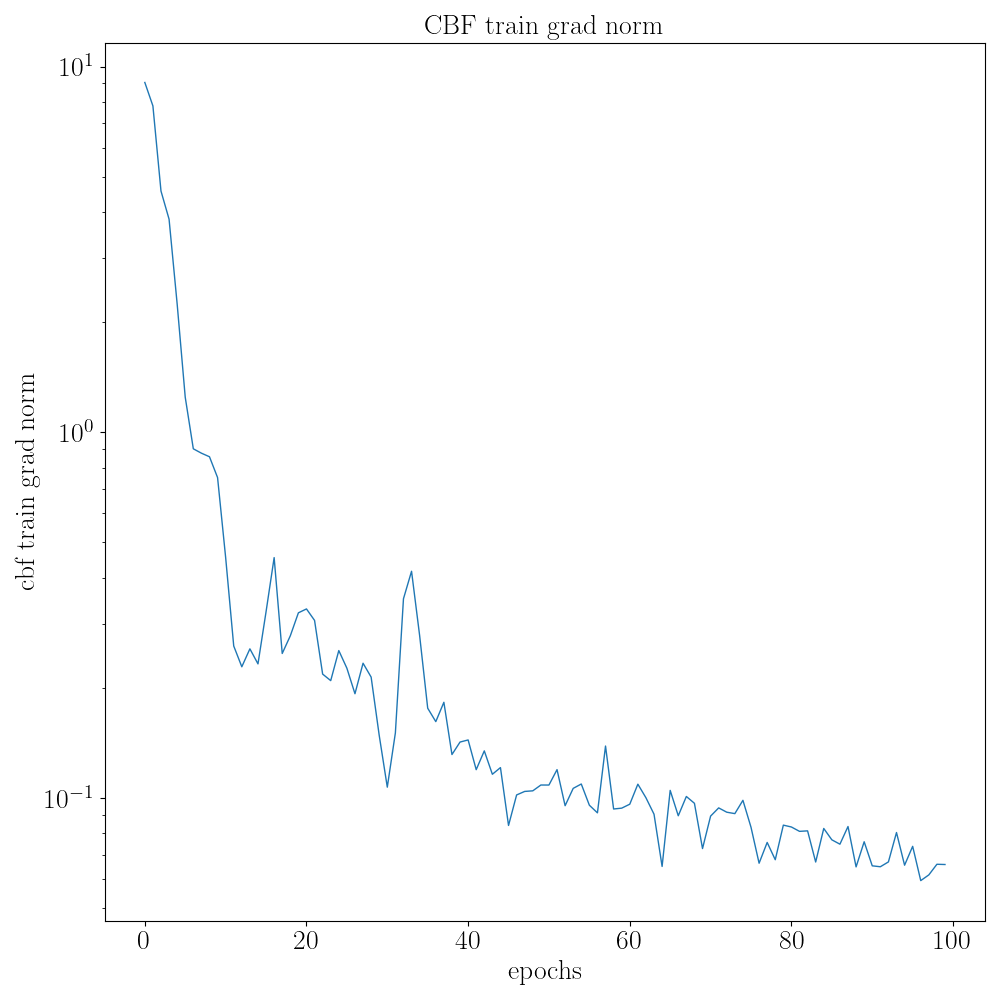 CBF train grad norm
10^1
10^0
10^{-1}
cbf train grad norm
0 20 40 60 80 100
epochs